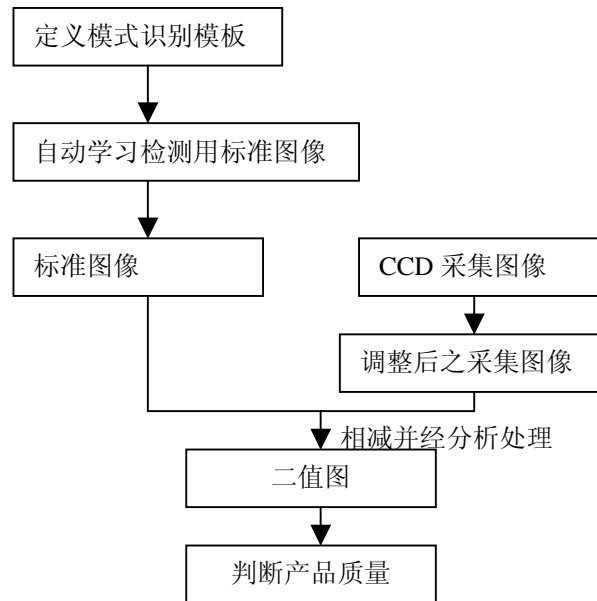 定义模式识别模板
自动学习检测用标准图像
标准图像
CCD 采集图像
调整后之采集图像
相减并经分析处理
二值图
判断产品质量